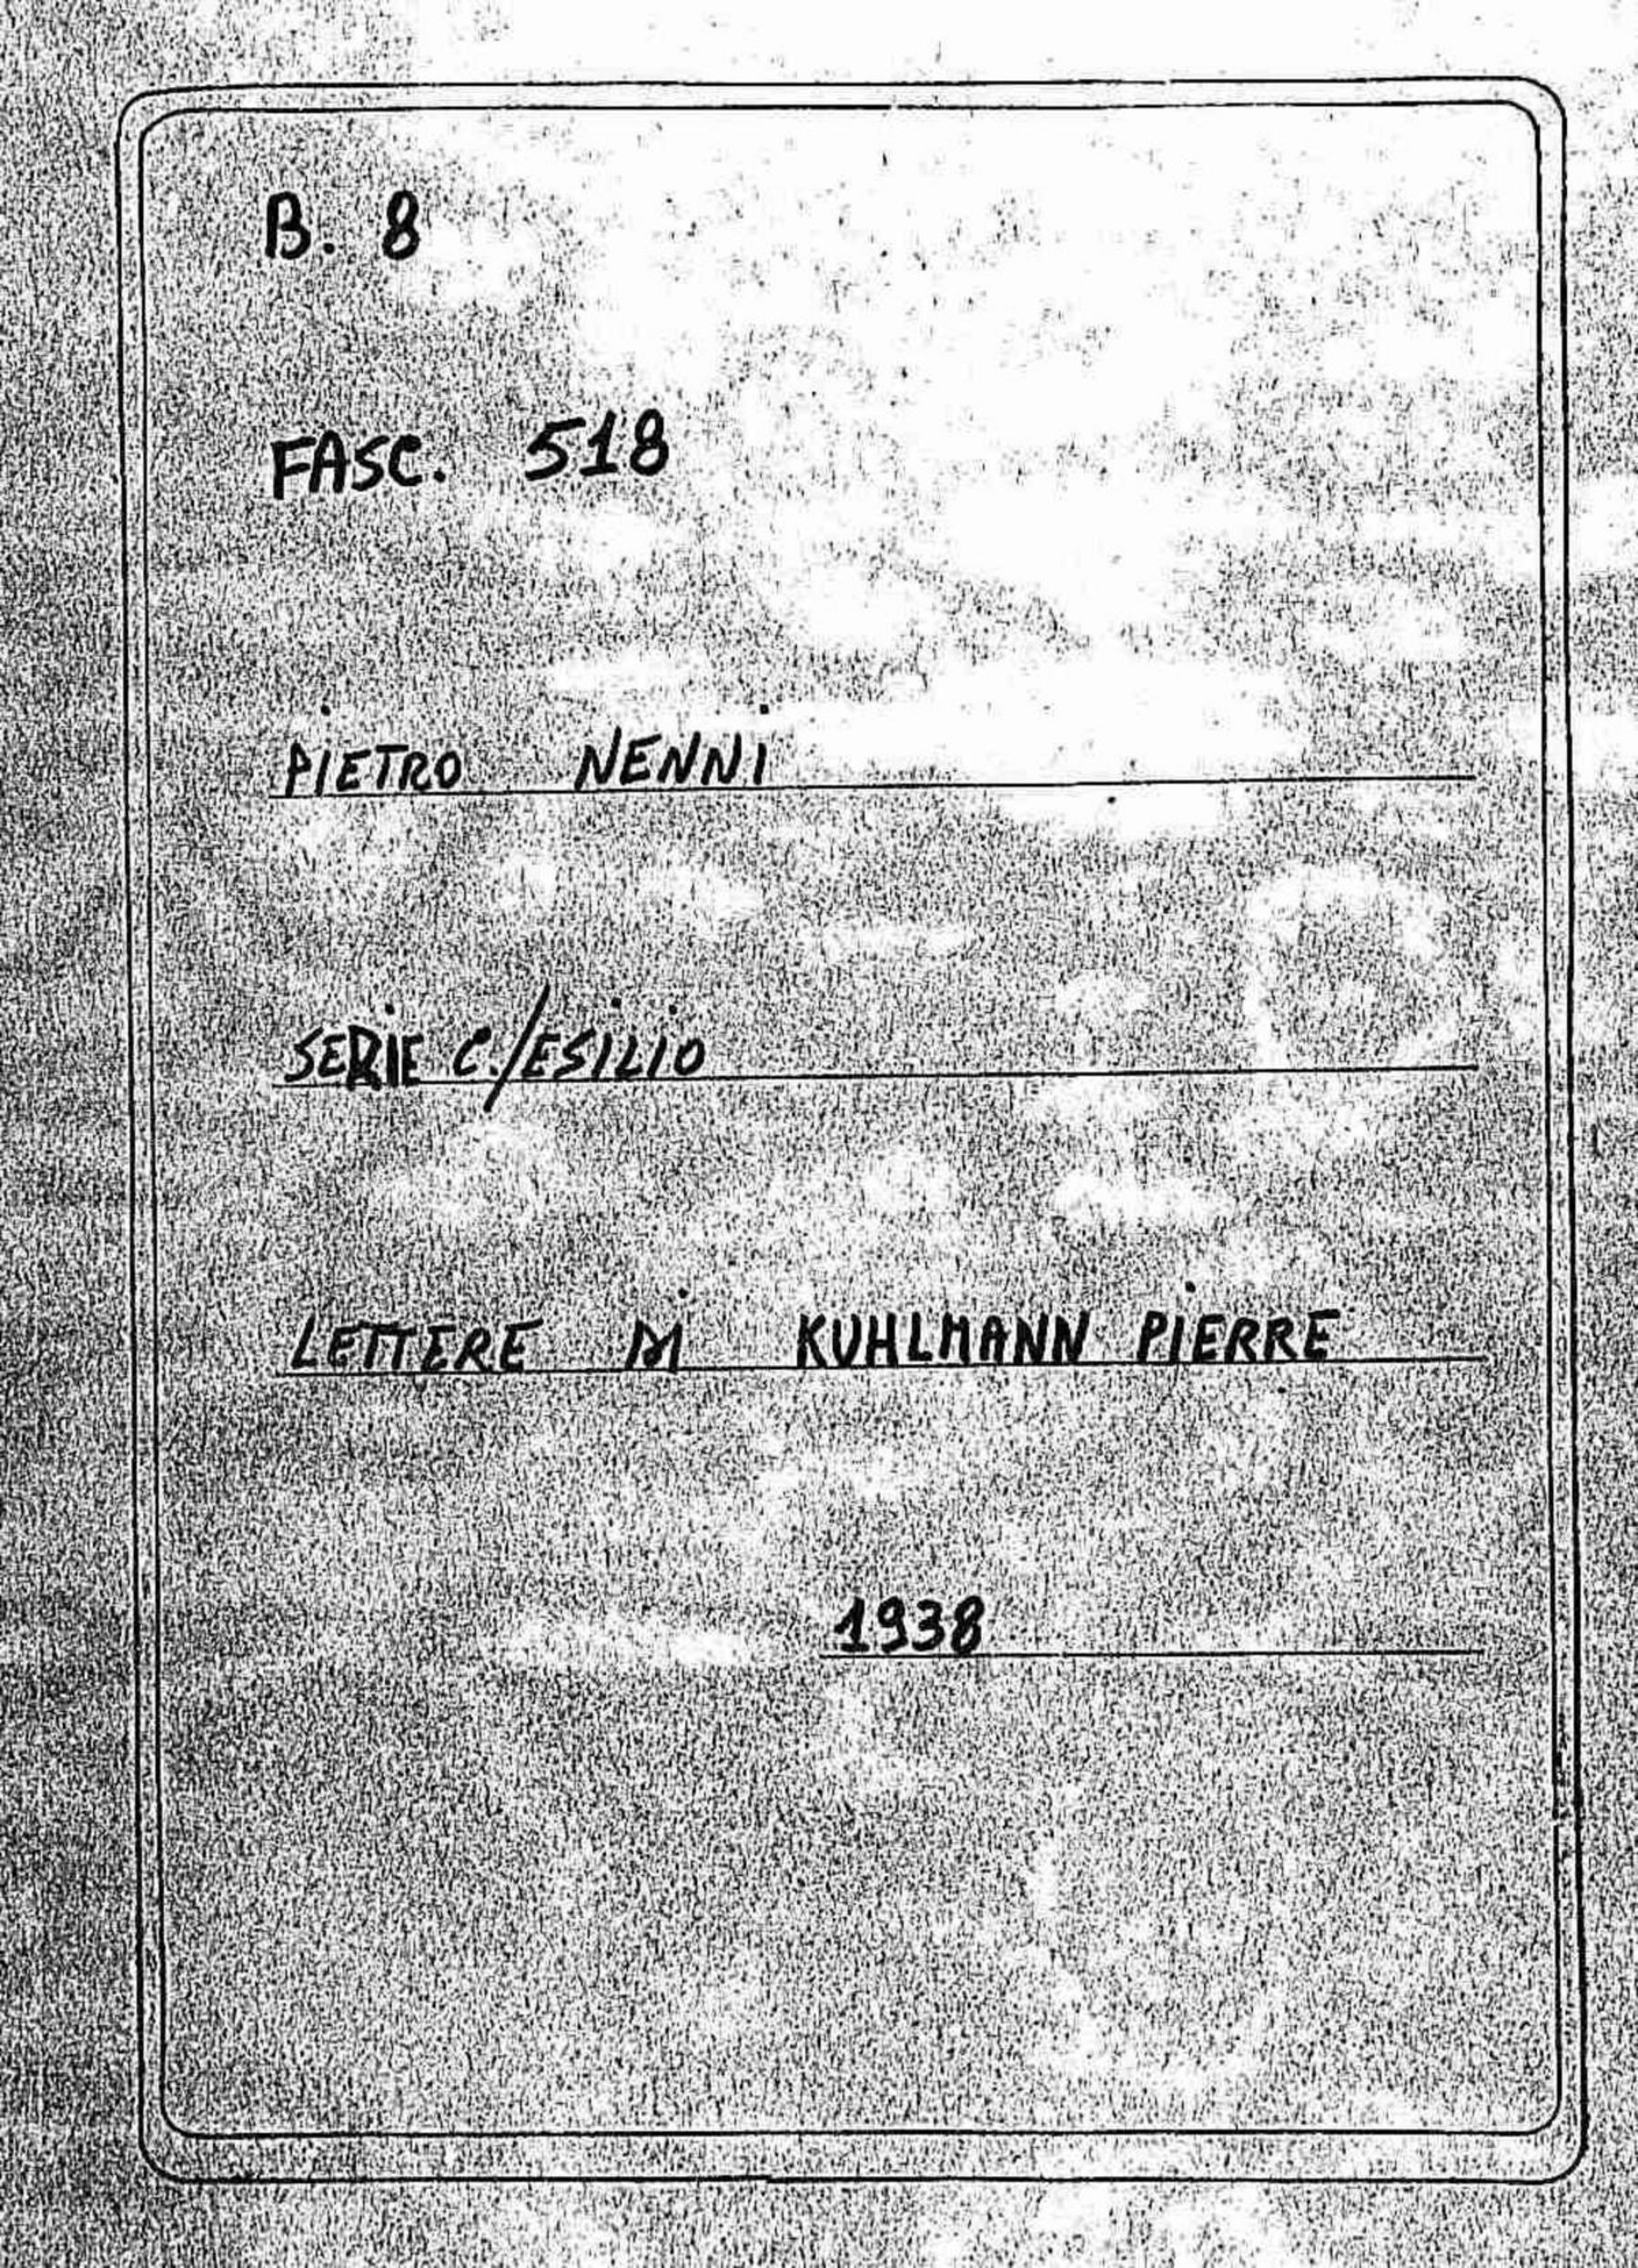 B. 8
FASC. 518
PIETRO NENNI
SERIE C./ESILIO
LETTERE DI KUHLMANN PIERRE
1938